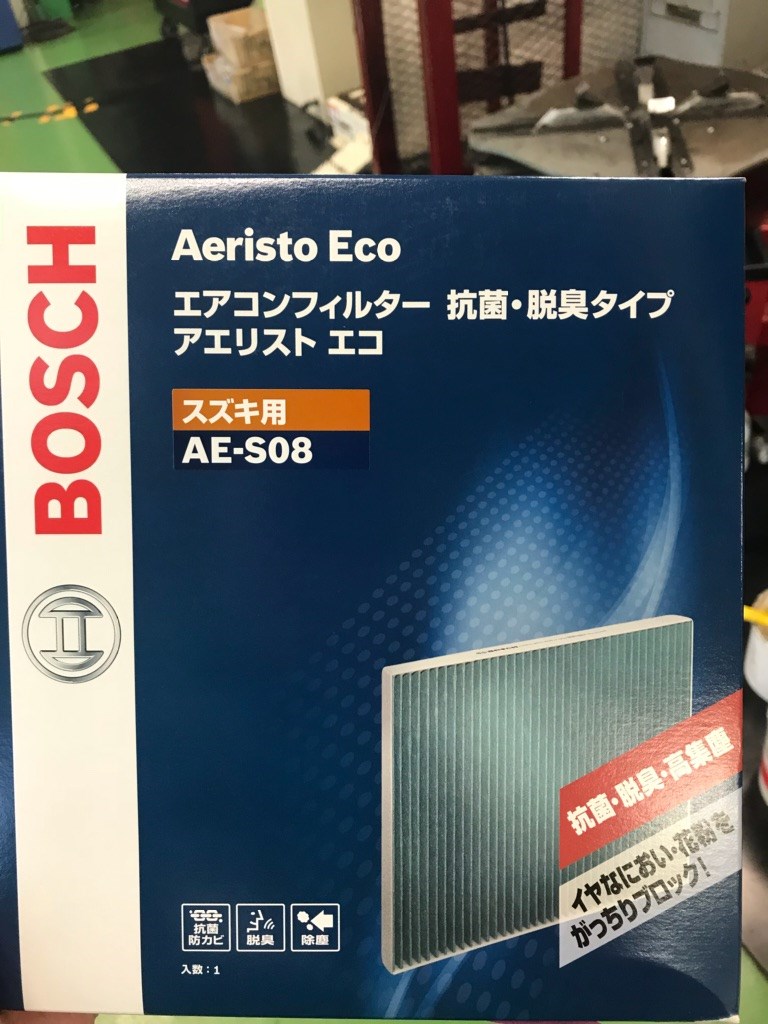 BOSCH
Aeristo Eco
エアコンフィルター 抗菌・脱臭タイプ
アエリスト エコ
スズキ用
AE-S08
抗菌・脱臭・高集塵
イヤなにおい・花粉を
がっちりブロック!
抗菌
防カビ
脱臭
除塵
入数:1